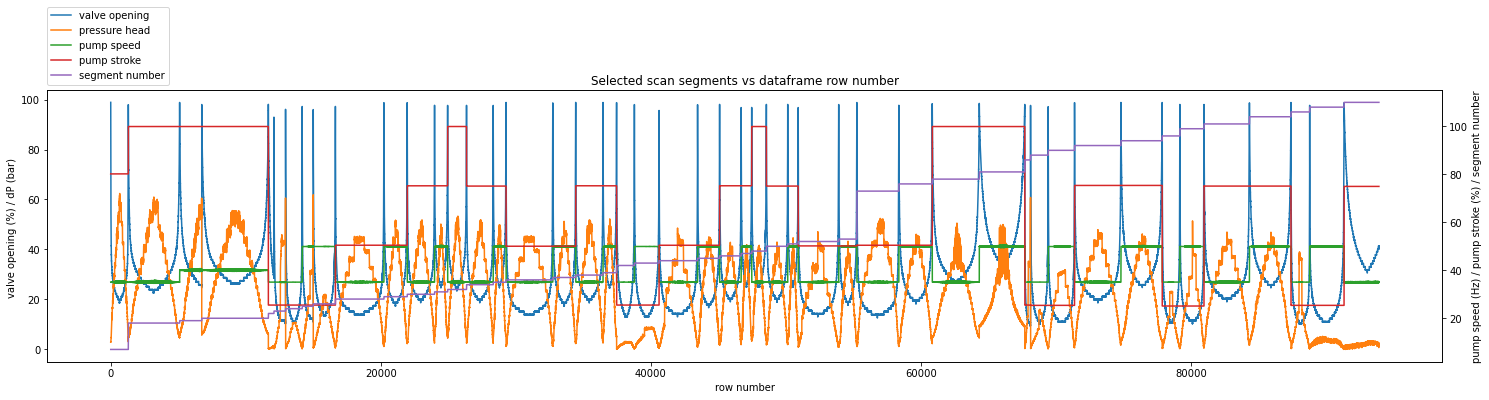 valve opening
pressure head
pump speed
pump stroke
segment number
Selected scan segments vs dataframe row number
valve opening (%) / dP (bar)
100
80
60
40
20
0
0
20000
40000
60000
80000
row number
100
80
60
40
20
pump speed (Hz) / pump stroke (%) / segment number